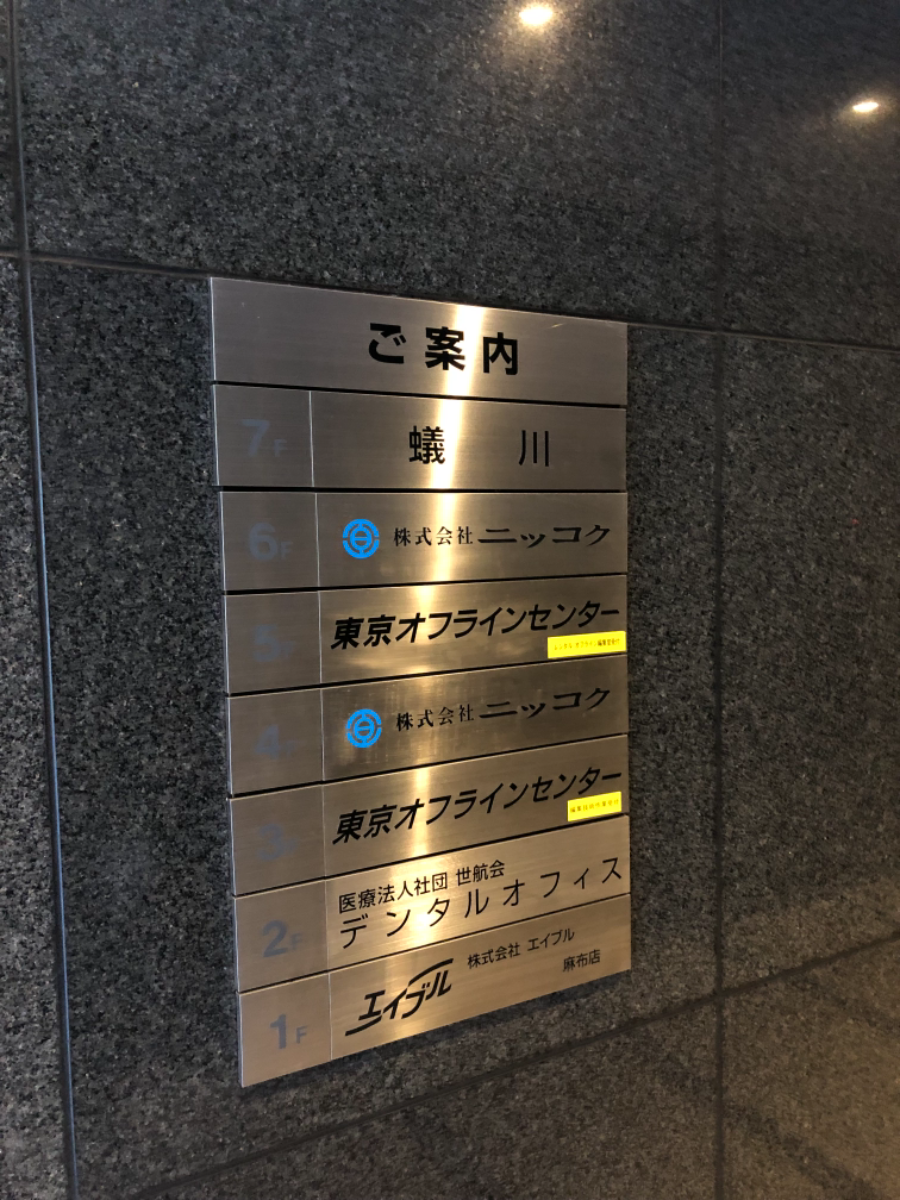 ご案内
7F 蟻川
6F 株式会社ニッコク
5F 東京オフラインセンター
4F 株式会社ニッコク
3F 東京オフラインセンター
医療法人社団 世航会
2F デンタルオフィス
株式会社 エイブル
1F エイブル
麻布店